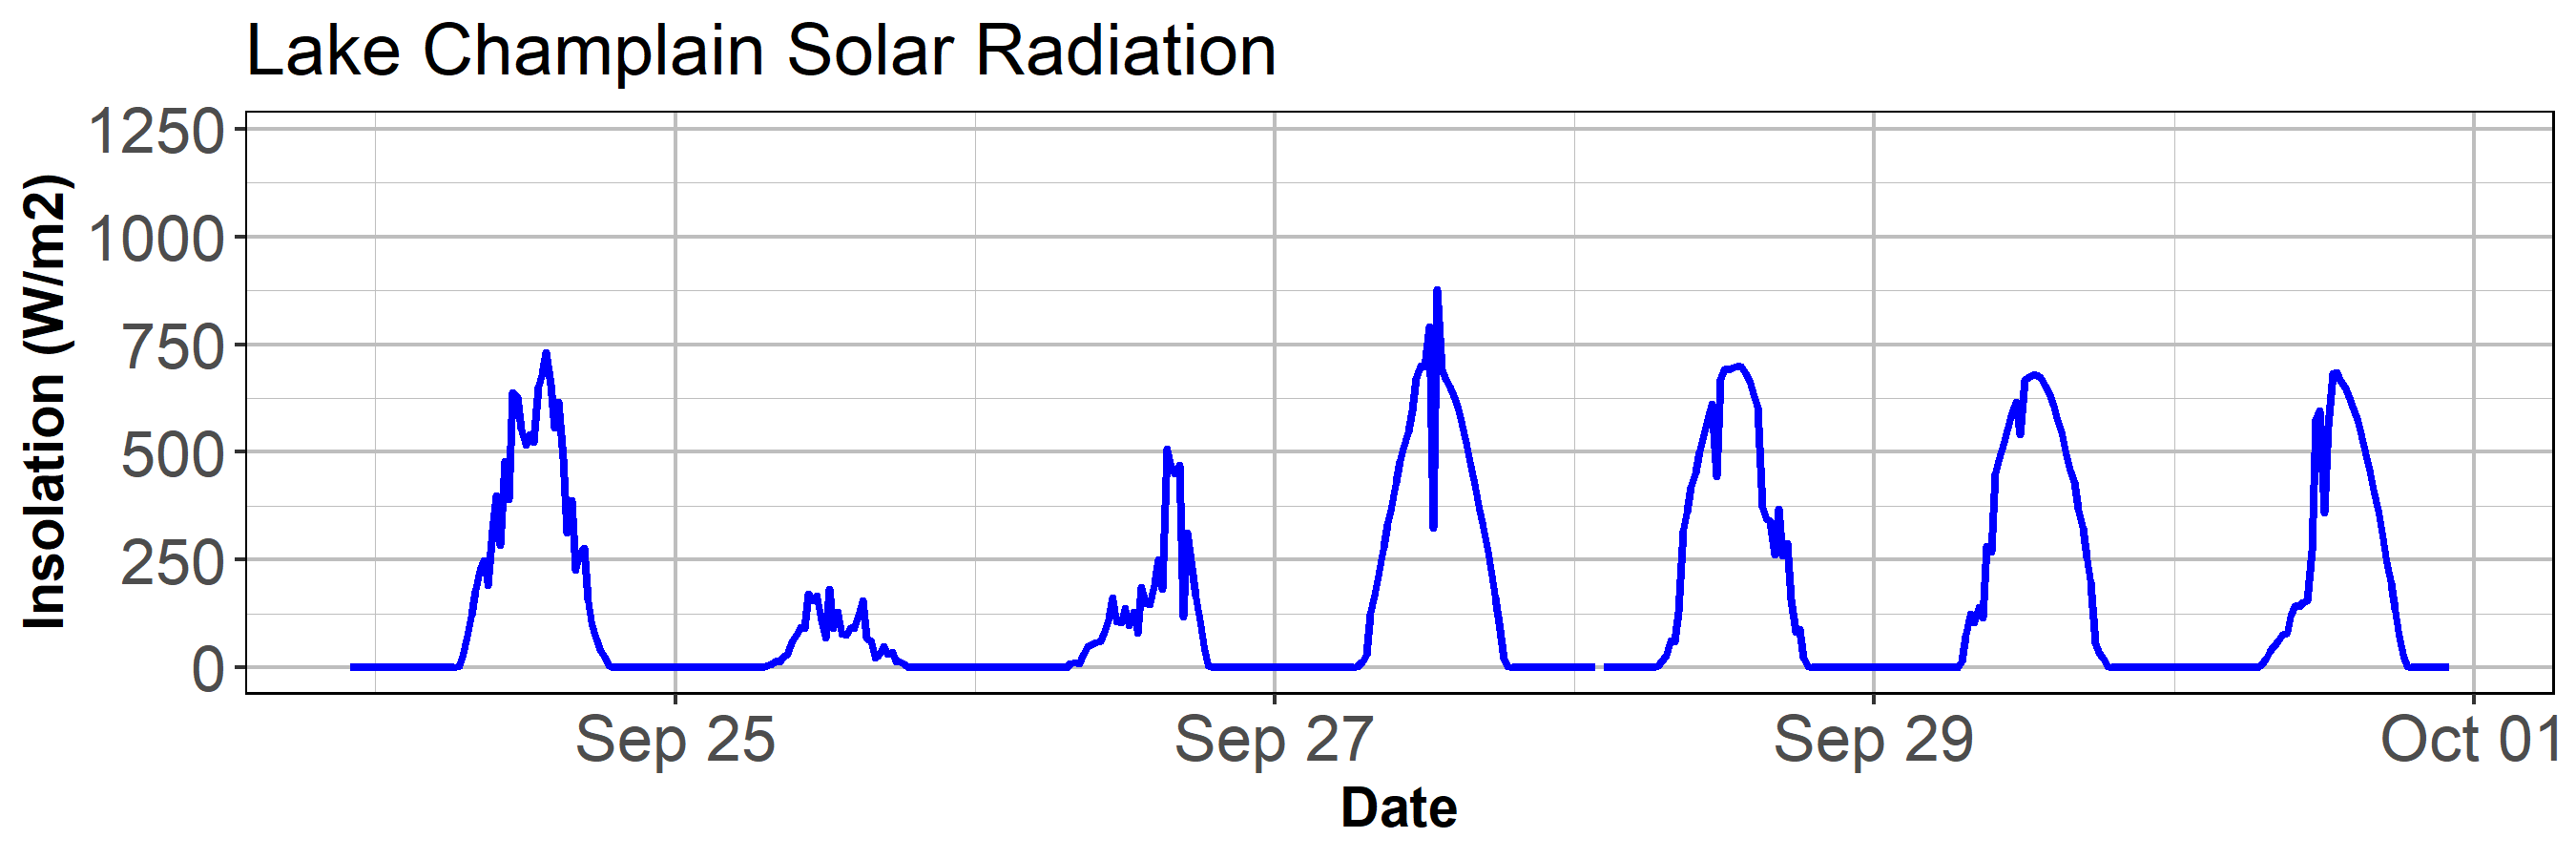 Lake Champlain Solar Radiation
1250
1000
750
500
250
0
Insolation (W/m2)
Sep 25
Sep 27
Sep 29
Oct 01
Date